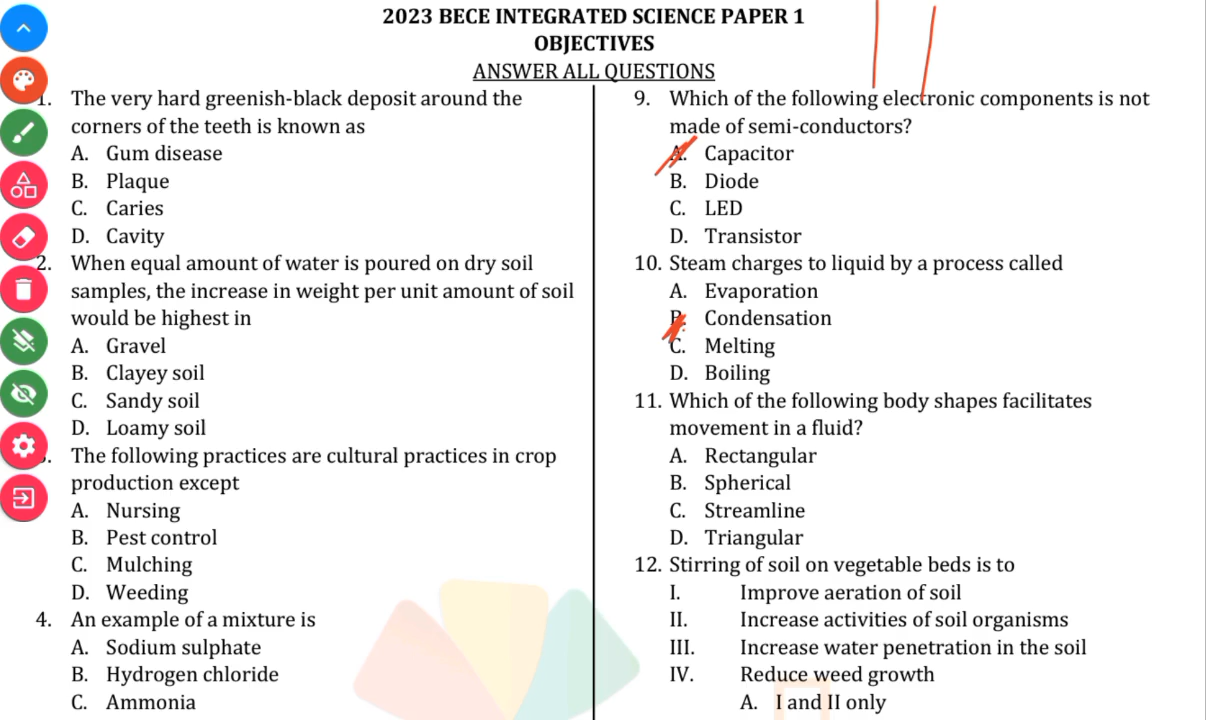 2023 BECE INTEGRATED SCIENCE PAPER 1
OBJECTIVES
ANSWER ALL QUESTIONS
1. The very hard greenish-black deposit around the
corners of the teeth is known as
A. Gum disease
B. Plaque
C. Caries
D. Cavity
2. When equal amount of water is poured on dry soil
samples, the increase in weight per unit amount of soil
would be highest in
A. Gravel
B. Clayey soil
C. Sandy soil
D. Loamy soil
3. The following practices are cultural practices in crop
production except
A. Nursing
B. Pest control
C. Mulching
D. Weeding
4. An example of a mixture is
A. Sodium sulphate
B. Hydrogen chloride
C. Ammonia
9. Which of the following electronic components is not
made of semi-conductors?
A. Capacitor
B. Diode
C. LED
D. Transistor
10. Steam charges to liquid by a process called
A. Evaporation
B. Condensation
C. Melting
D. Boiling
11. Which of the following body shapes facilitates
movement in a fluid?
A. Rectangular
B. Spherical
C. Streamline
D. Triangular
12. Stirring of soil on vegetable beds is to
I. Improve aeration of soil
II. Increase activities of soil organisms
III. Increase water penetration in the soil
IV. Reduce weed growth
A. I and II only